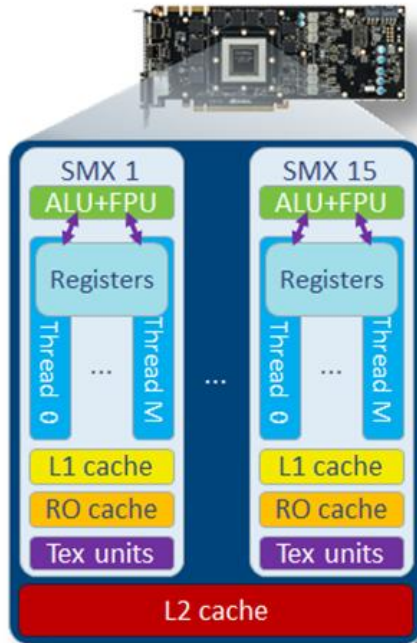 SMX 1
ALU+FPU
Registers
Thread 0
...
Thread M
L1 cache
RO cache
Tex units
...
SMX 15
ALU+FPU
Registers
Thread 0
...
Thread M
L1 cache
RO cache
Tex units
L2 cache